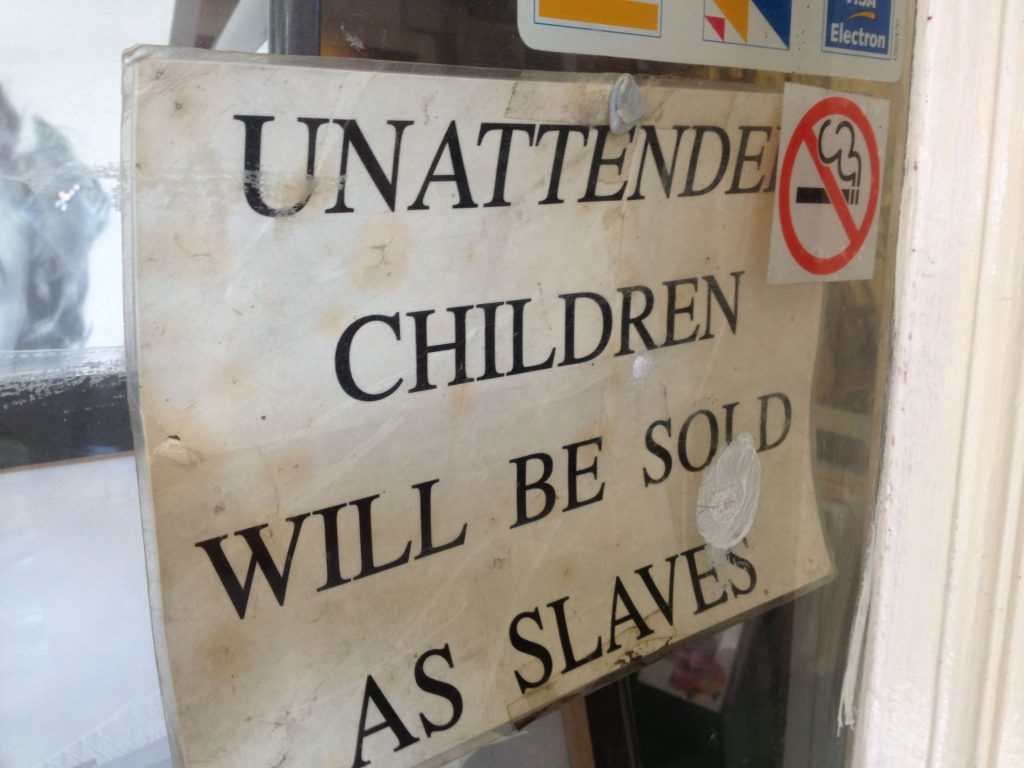 VISA
Electron
UNATTENDE
CHILDREN
WILL BE SOLD
AS SLAVES